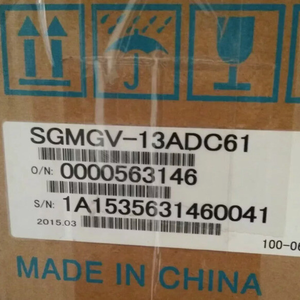 SGMGV-13ADC61
O/N: 0000563146
S/N: 1A1535631460041
2015.03
100-06
MADE IN CHINA